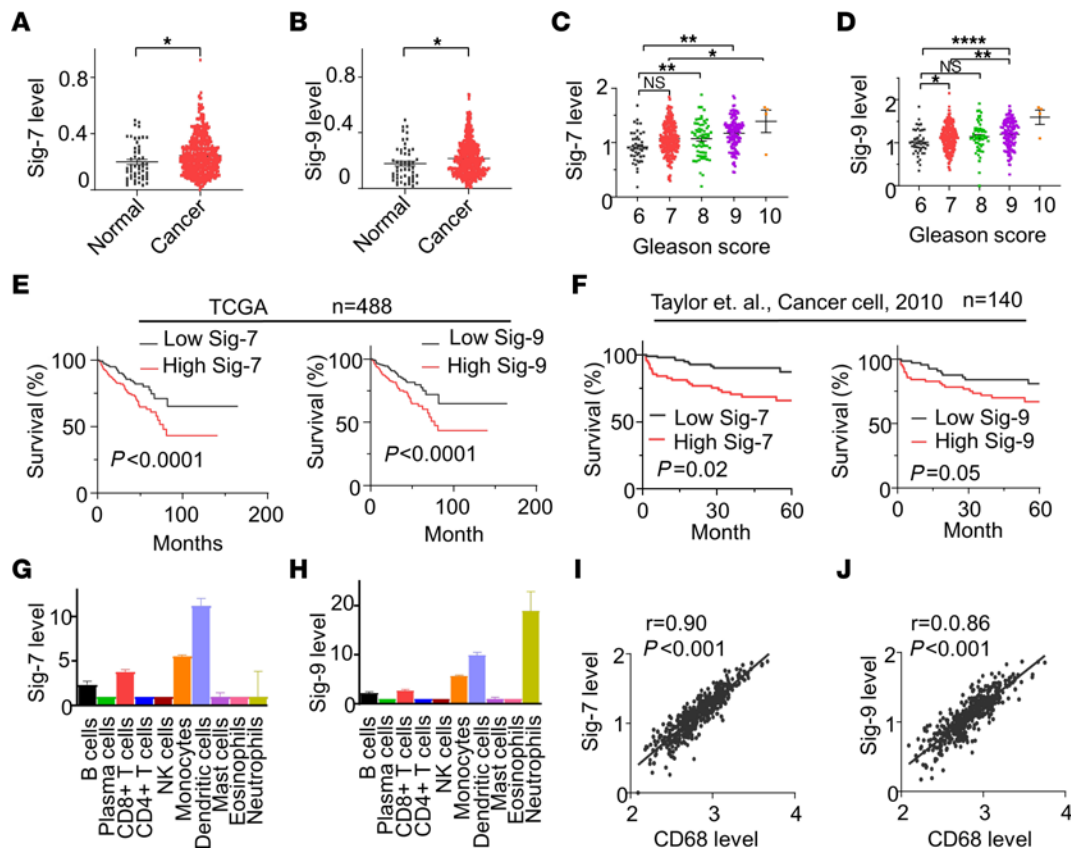 A
*
Sig-7 level
0.8
0.4
0
Normal
Cancer
B
*
Sig-9 level
0.8
0.4
0
Normal
Cancer
C
**
*
**
NS
Sig-7 level
2
1
0
6 7 8 9 10
Gleason score
D
****
**
NS
*
Sig-9 level
2
1
0
6 7 8 9 10
Gleason score
E
TCGA n=488
Low Sig-7
High Sig-7
Survival (%)
100
50
0
P<0.0001
0 100 200
Months
Low Sig-9
High Sig-9
Survival (%)
100
50
0
P<0.0001
0 100 200
Month
F
Taylor et. al., Cancer cell, 2010 n=140
Survival (%)
100
50
0
Low Sig-7
High Sig-7
P=0.02
0 30 60
Month
Survival (%)
100
50
0
Low Sig-9
High Sig-9
P=0.05
0 30 60
Month
G
Sig-7 level
10
5
0
B cells
Plasma cells
CD8+ T cells
CD4+ T cells
NK cells
Monocytes
Dendritic cells
Mast cells
Eosinophils
Neutrophils
H
Sig-9 level
20
10
0
B cells
Plasma cells
CD8+ T cells
CD4+ T cells
NK cells
Monocytes
Dendritic cells
Mast cells
Eosinophils
Neutrophils
I
r=0.90
P<0.001
Sig-7 level
2
1
0
2 3 4
CD68 level
J
r=0.0.86
P<0.001
Sig-9 level
2
1
0
2 3 4
CD68 level